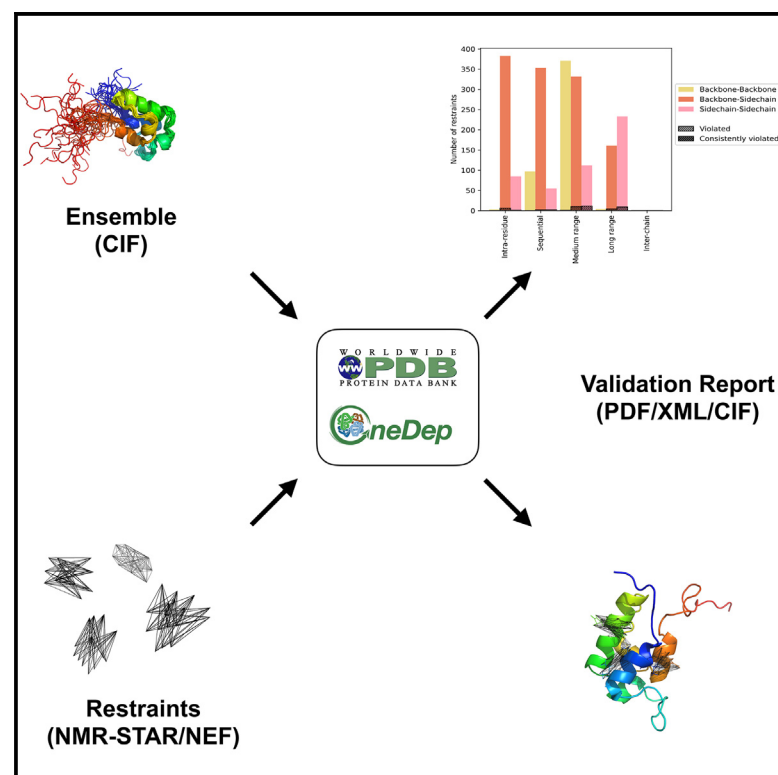 Ensemble
(CIF)
400
350
300
250
200
150
100
50
0
Number of restraints
Intra-residue
Sequential
Medium range
Long range
Inter-chain
Backbone-Backbone
Backbone-Sidechain
Sidechain-Sidechain
Violated
Consistently violated
WORLDWIDE
WW PDB
PROTEIN DATA BANK
OneDep
Validation Report
(PDF/XML/CIF)
Restraints
(NMR-STAR/NEF)